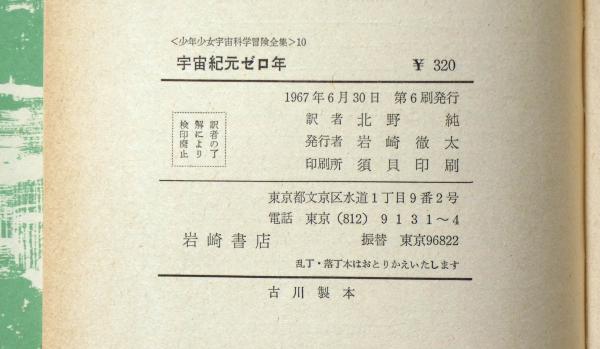 ＜少年少女宇宙科学冒険全集＞10
宇宙紀元ゼロ年　￥ 320
1967年6月30日　第6刷発行
訳者　北野　純
発行者　岩崎徹太
印刷所　須貝印刷
訳者の了
解により
検印廃止
東京都文京区水道1丁目9番2号
電話　東京（812）9131〜4
岩崎書店　振替　東京96822
乱丁・落丁本はおとりかえいたします
古川製本